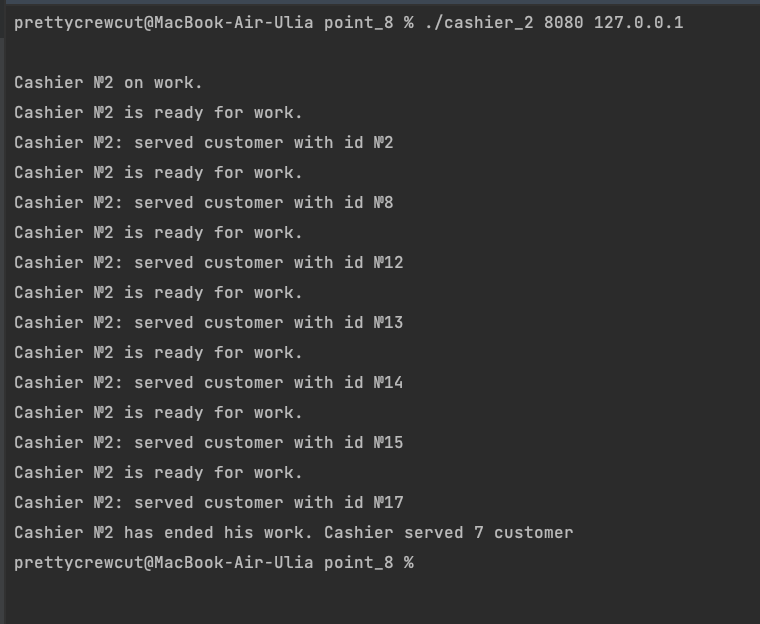 prettycrewcut@MacBook-Air-Ulia point_8 % ./cashier_2 8080 127.0.0.1
Cashier №2 on work.
Cashier №2 is ready for work.
Cashier №2: served customer with id №2
Cashier №2 is ready for work.
Cashier №2: served customer with id №8
Cashier №2 is ready for work.
Cashier №2: served customer with id №12
Cashier №2 is ready for work.
Cashier №2: served customer with id №13
Cashier №2 is ready for work.
Cashier №2: served customer with id №14
Cashier №2 is ready for work.
Cashier №2: served customer with id №15
Cashier №2 is ready for work.
Cashier №2: served customer with id №17
Cashier №2 has ended his work. Cashier served 7 customer
prettycrewcut@MacBook-Air-Ulia point_8 %